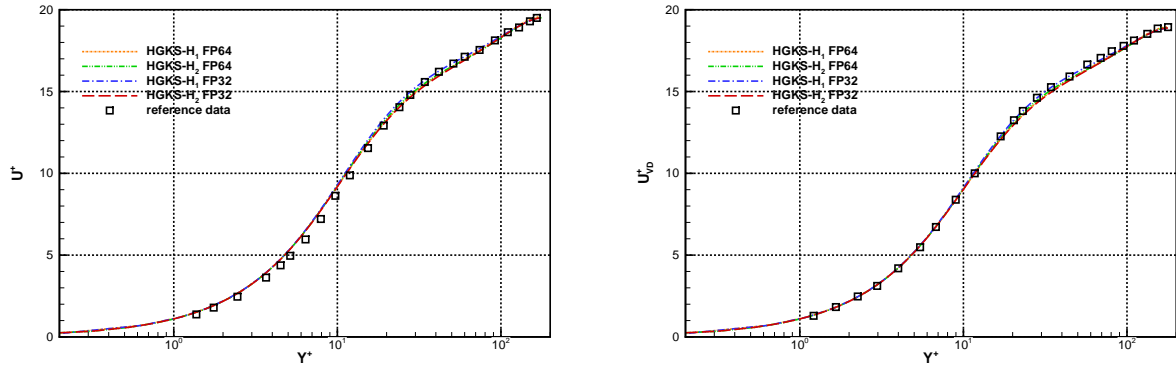 20
15
10
5
0
U⁺
HGKS-H₁ FP64
HGKS-H₂ FP64
HGKS-H₁ FP32
HGKS-H₂ FP32
reference data
10⁰
10¹
10²
Y⁺
20
15
10
5
0
U⁺VD
HGKS-H₁ FP64
HGKS-H₂ FP64
HGKS-H₁ FP32
HGKS-H₂ FP32
reference data
10⁰
10¹
10²
Y⁺